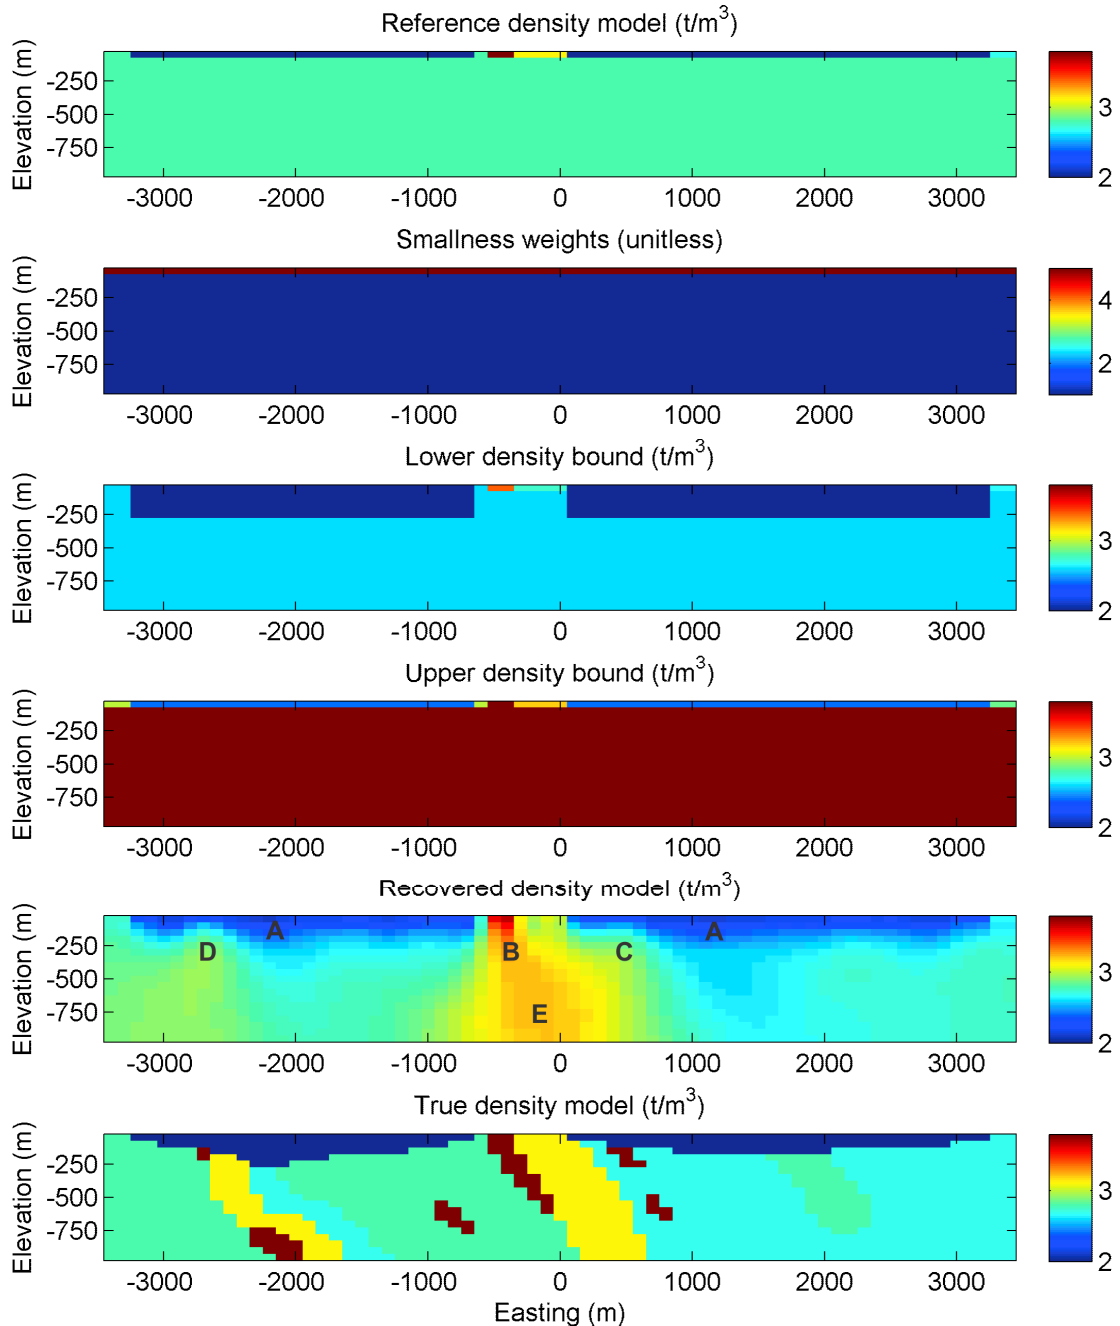 Reference density model (t/m³)
Elevation (m)
-250
-500
-750
-3000 -2000 -1000 0 1000 2000 3000
3
2
Smallness weights (unitless)
Elevation (m)
-250
-500
-750
-3000 -2000 -1000 0 1000 2000 3000
4
2
Lower density bound (t/m³)
Elevation (m)
-250
-500
-750
-3000 -2000 -1000 0 1000 2000 3000
3
2
Upper density bound (t/m³)
Elevation (m)
-250
-500
-750
-3000 -2000 -1000 0 1000 2000 3000
3
2
Recovered density model (t/m³)
Elevation (m)
-250
-500
-750
A A
D B C
E
-3000 -2000 -1000 0 1000 2000 3000
3
2
True density model (t/m³)
Elevation (m)
-250
-500
-750
-3000 -2000 -1000 0 1000 2000 3000
3
2
Easting (m)